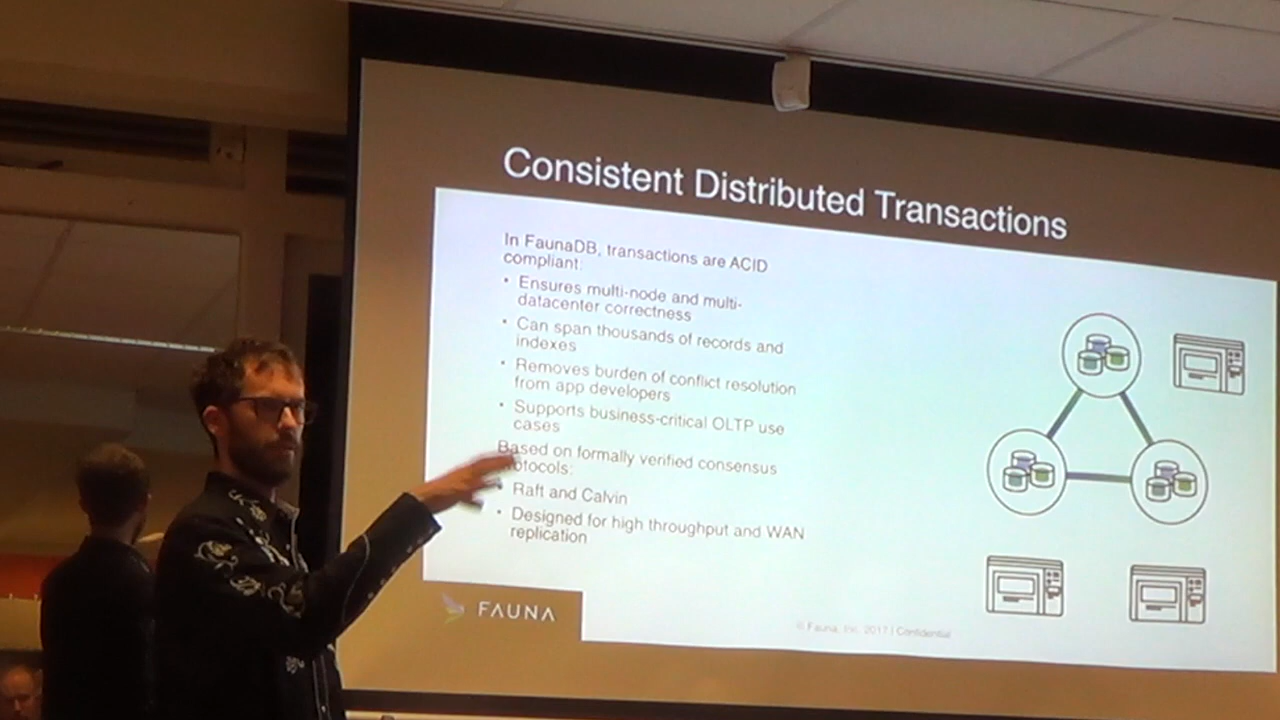 Consistent Distributed Transactions
In FaunaDB, transactions are ACID
compliant:
• Ensures multi-node and multi-
datacenter correctness
• Can span thousands of records and
indexes
• Removes burden of conflict resolution
from app developers
• Supports business-critical OLTP use
cases
Based on formally verified consensus
otocols:
• Raft and Calvin
• Designed for high throughput and WAN
replication
FAUNA
© Fauna, Inc. 2017 | Confidential